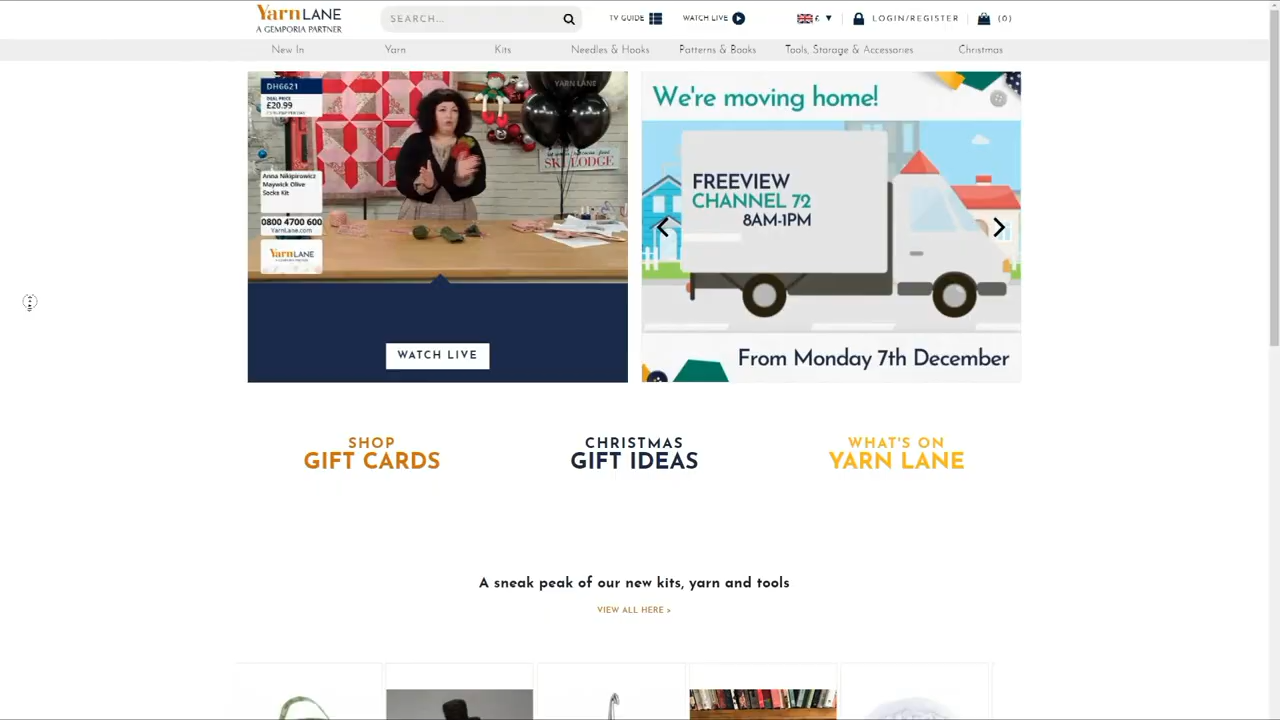 YarnLANE
A GEMPORIA PARTNER
SEARCH...
TV GUIDE
WATCH LIVE
£ ▼
LOGIN/REGISTER
(0)
New In
Yarn
Kits
Needles & Hooks
Patterns & Books
Tools, Storage & Accessories
Christmas
DH6621
£20.99
YARN LANE
SKI LODGE
Anna Nikipirowicz
Maywick Olive
Socks Kit
0800 4700 600
YarnLane.com
YarnLANE
WATCH LIVE
We're moving home!
FREEVIEW
CHANNEL 72
8AM-1PM
From Monday 7th December
SHOP
GIFT CARDS
CHRISTMAS
GIFT IDEAS
WHAT'S ON
YARN LANE
A sneak peak of our new kits, yarn and tools
VIEW ALL HERE >